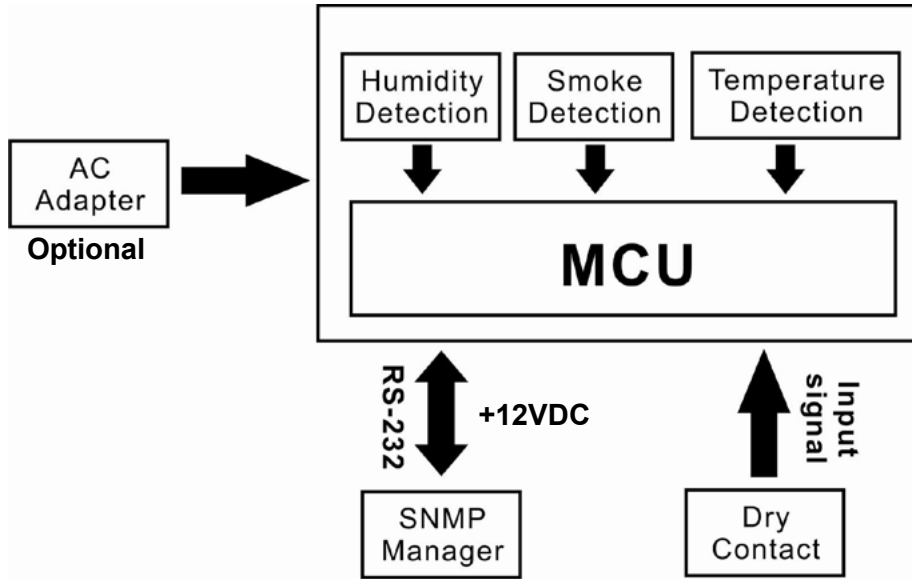 Humidity
Detection
Smoke
Detection
Temperature
Detection
AC
Adapter
Optional
MCU
RS-232
+12VDC
Input
signal
SNMP
Manager
Dry
Contact